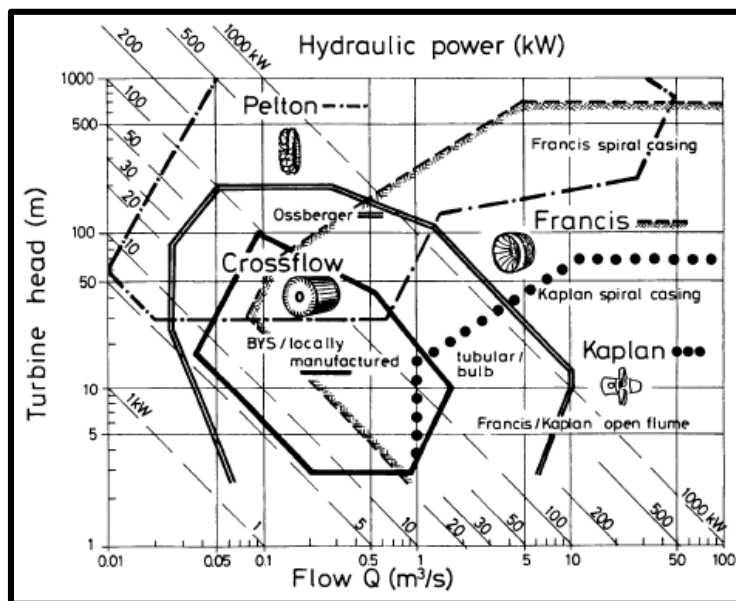 Hydraulic power (kW)
200
500
1000 kW
1000
Pelton
100
500
50
Francis spiral casing
30
20
Ossberger
Francis
100
10
Crossflow
50
Kaplan spiral casing
BYS/locally
manufactured
tubular/
bulb
Kaplan
10
1kW
Francis/Kaplan open flume
5
1
5
10
20
30
50
100
200
500
1000 kW
1
0.01
0.05
0.1
0.5
1
5
10
50
100
Flow Q (m³/s)
Turbine head (m)